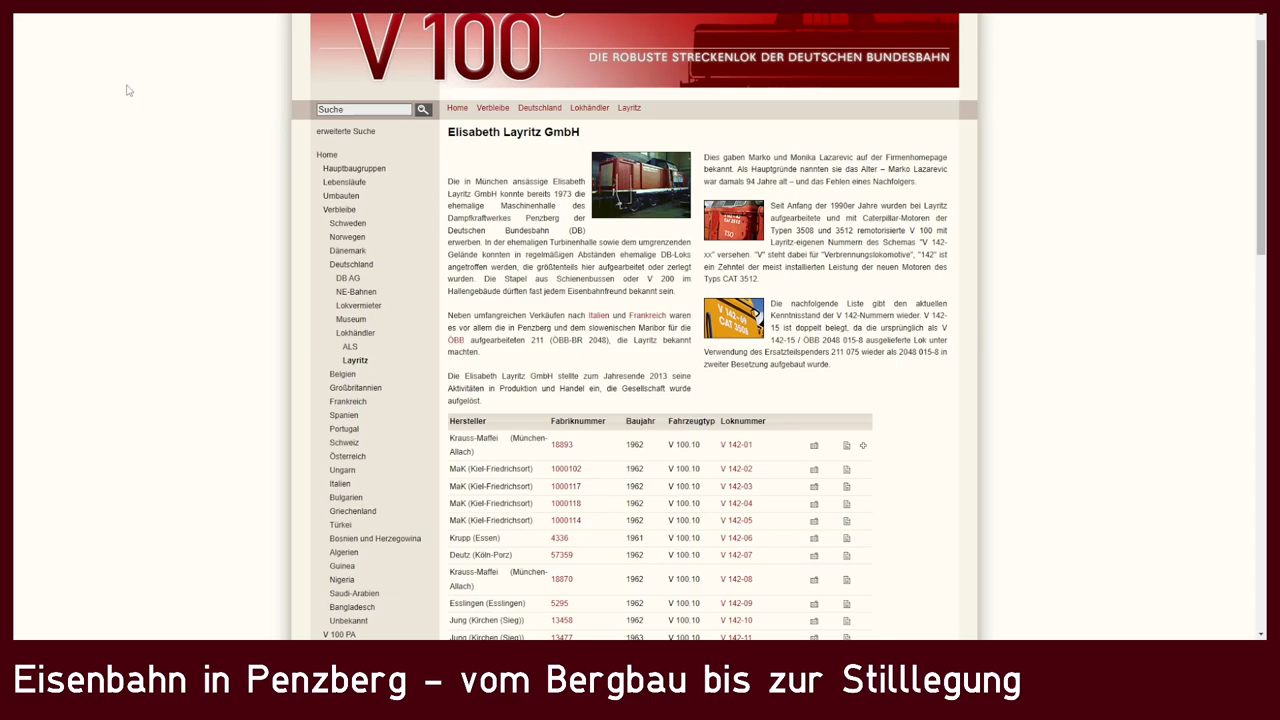 V 100
DIE ROBUSTE STRECKENLOK DER DEUTSCHEN BUNDESBAHN
Suche
Home Verbleibe Deutschland Lokhändler Layritz
erweiterte Suche
Home
Hauptbaugruppen
Lebensläufe
Umbauten
Verbleibe
Schweden
Norwegen
Dänemark
Deutschland
DB AG
NE-Bahnen
Lokvermieter
Museum
Lokhändler
ALS
Layritz
Belgien
Großbritannien
Frankreich
Spanien
Portugal
Schweiz
Österreich
Ungarn
Italien
Bulgarien
Griechenland
Türkei
Bosnien und Herzegowina
Algerien
Guinea
Nigeria
Saudi-Arabien
Bangladesch
Unbekannt
V 100 PA
Elisabeth Layritz GmbH
Die in München ansässige Elisabeth
Layritz GmbH konnte bereits 1973 die
ehemalige Maschinenhalle des
Dampfkraftwerkes Penzberg der
Deutschen Bundesbahn (DB)
erwerben. In der ehemaligen Turbinenhalle sowie dem umgrenzenden
Gelände konnten in regelmäßigen Abständen ehemalige DB-Loks
angetroffen werden, die größtenteils hier aufgearbeitet oder zerlegt
wurden. Die Stapel aus Schienenbussen oder V 200 im
Hallengebäude dürften fast jedem Eisenbahnfreund bekannt sein.
Neben umfangreichen Verkäufen nach Italien und Frankreich waren
es vor allem die in Penzberg und dem slowenischen Maribor für die
ÖBB aufgearbeiteten 211 (ÖBB-BR 2048), die Layritz bekannt
machten.
Die Elisabeth Layritz GmbH stellte zum Jahresende 2013 seine
Aktivitäten in Produktion und Handel ein, die Gesellschaft wurde
aufgelöst.
Dies gaben Marko und Monika Lazarevic auf der Firmenhomepage
bekannt. Als Hauptgründe nannten sie das Alter – Marko Lazarevic
war damals 94 Jahre alt – und das Fehlen eines Nachfolgers.
Seit Anfang der 1990er Jahre wurden bei Layritz
aufgearbeitete und mit Caterpillar-Motoren der
Typen 3508 und 3512 remotorisierte V 100 mit
Layritz-eigenen Nummern des Schemas "V 142-
xx" versehen. "V" steht dabei für "Verbrennungslokomotive", "142" ist
ein Zehntel der meist installierten Leistung der neuen Motoren des
Typs CAT 3512.
V 142-49
CAT 3508
Die nachfolgende Liste gibt den aktuellen
Kenntnisstand der V 142-Nummern wieder. V 142-
15 ist doppelt belegt, da die ursprünglich als V
142-15 / ÖBB 2048 015-8 ausgelieferte Lok unter
Verwendung des Ersatzteilspenders 211 075 wieder als 2048 015-8 in
zweiter Besetzung aufgebaut wurde.
Hersteller Fabriknummer Baujahr Fahrzeugtyp Loknummer
Krauss-Maffei (München-
Allach) 18893 1962 V 100.10 V 142-01
MaK (Kiel-Friedrichsort) 1000102 1962 V 100.10 V 142-02
MaK (Kiel-Friedrichsort) 1000117 1962 V 100.10 V 142-03
MaK (Kiel-Friedrichsort) 1000118 1962 V 100.10 V 142-04
MaK (Kiel-Friedrichsort) 1000114 1962 V 100.10 V 142-05
Krupp (Essen) 4336 1961 V 100.10 V 142-06
Deutz (Köln-Porz) 57359 1962 V 100.10 V 142-07
Krauss-Maffei (München-
Allach) 18870 1962 V 100.10 V 142-08
Esslingen (Esslingen) 5295 1962 V 100.10 V 142-09
Jung (Kirchen (Sieg)) 13458 1962 V 100.10 V 142-10
Jung (Kirchen (Sieg)) 13477 1963 V 100.10 V 142-11
Eisenbahn in Penzberg – vom Bergbau bis zur Stilllegung